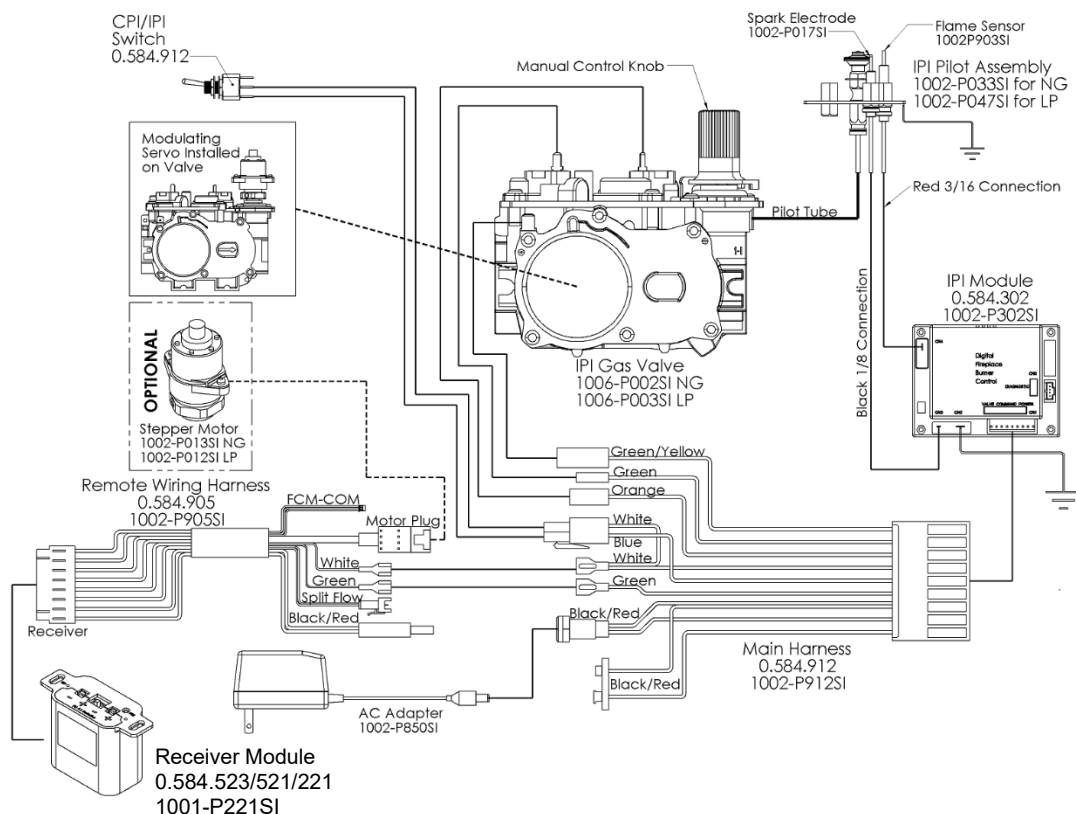 CPI/IPI
Switch
0.584.912
Spark Electrode
1002-P017SI
Flame Sensor
1002P903SI
IPI Pilot Assembly
1002-P033SI for NG
1002-P047SI for LP
Manual Control Knob
Modulating
Servo Installed
on Valve
Red 3/16 Connection
Pilot Tube
Black 1/8 Connection
IPI Module
0.584.302
1002-P302SI
Digital
Fireplace
Burner
Control
DIAGNOSTIC
VALVE COMMAND POWER
OPTIONAL
Stepper Motor
1002-P013SI NG
1002-P012SI LP
IPI Gas Valve
1006-P002SI NG
1006-P003SI LP
Remote Wiring Harness
0.584.905
1002-P905SI
FCM-COM
Motor Plug
White
Green
Split Flow
Black/Red
Receiver
Green/Yellow
Green
Orange
White
Blue
White
Green
Black/Red
Black/Red
Main Harness
0.584.912
1002-P912SI
AC Adapter
1002-P850SI
Receiver Module
0.584.523/521/221
1001-P221SI